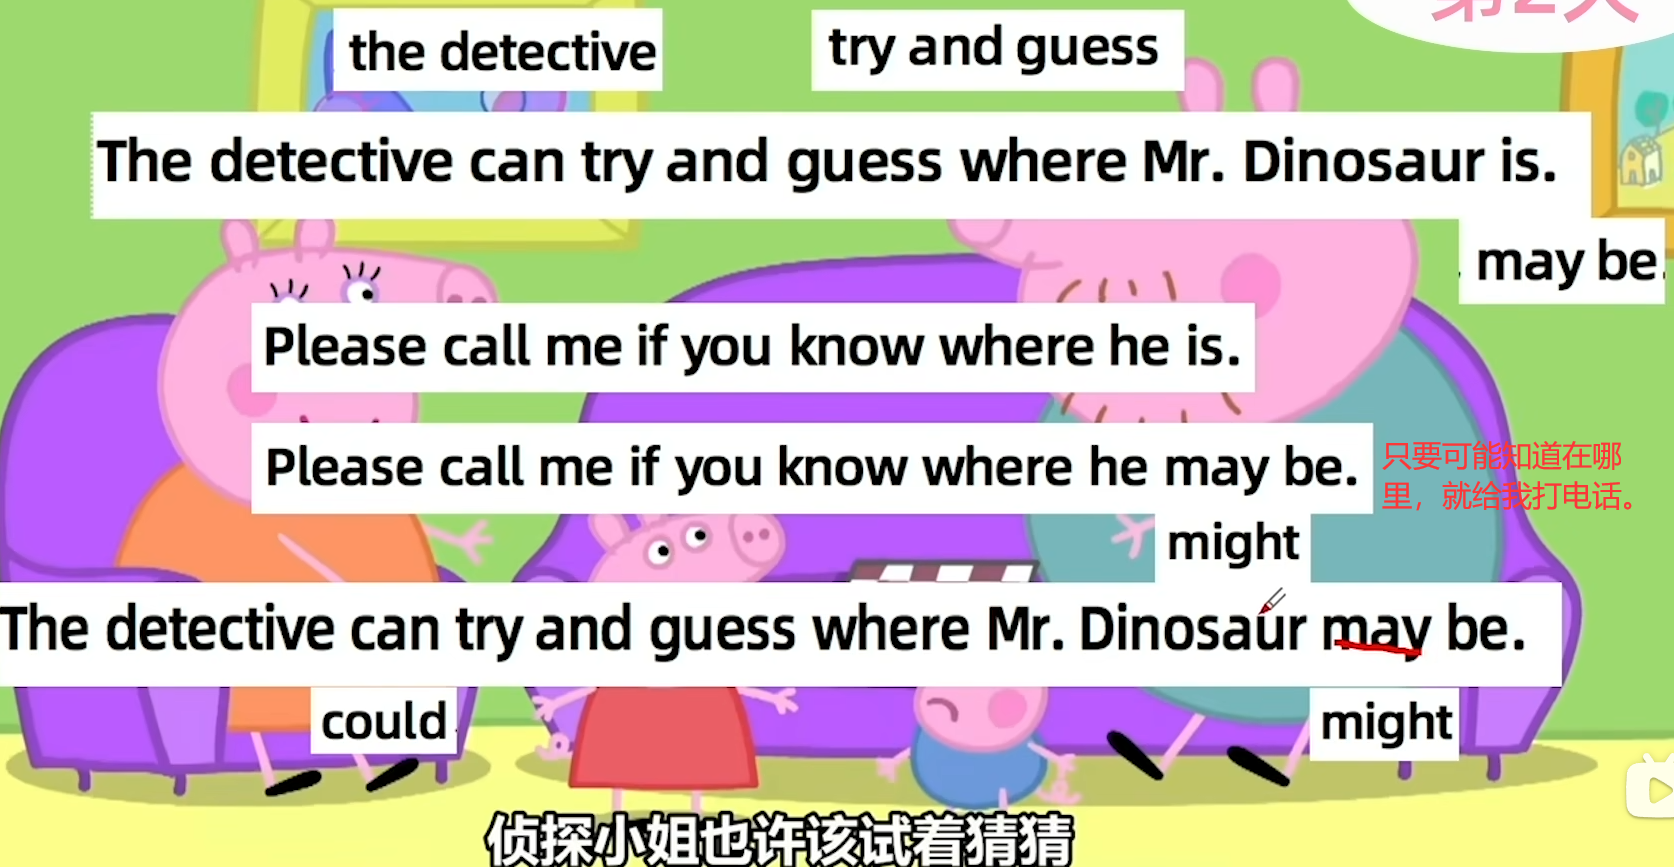 第2天
the detective
try and guess
The detective can try and guess where Mr. Dinosaur is.
may be.
Please call me if you know where he is.
Please call me if you know where he may be.
只要可能知道在哪
里，就给我打电话。
might
The detective can try and guess where Mr. Dinosaur may be.
could
might
侦探小姐也许该试着猜猜